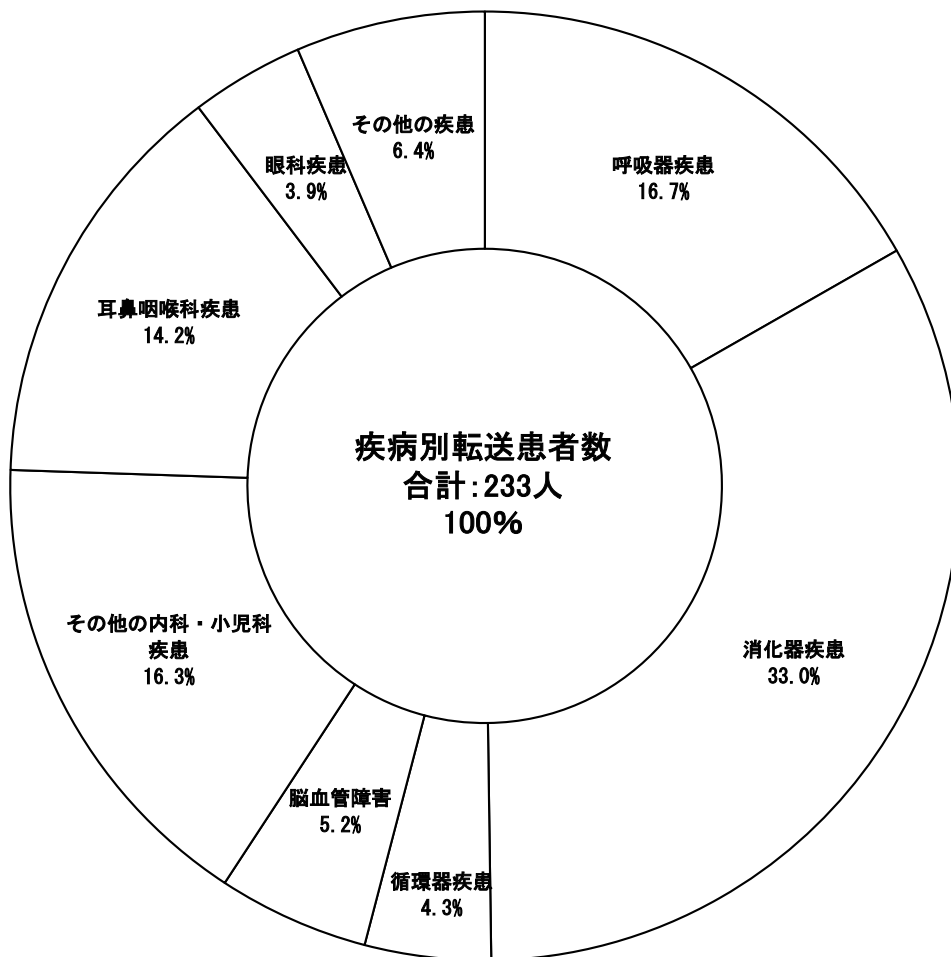 その他の疾患
6.4%
眼科疾患
3.9%
呼吸器疾患
16.7%
耳鼻咽喉科疾患
14.2%
疾病別転送患者数
合計:233人
100%
その他の内科・小児科
疾患
16.3%
消化器疾患
33.0%
脳血管障害
5.2%
循環器疾患
4.3%